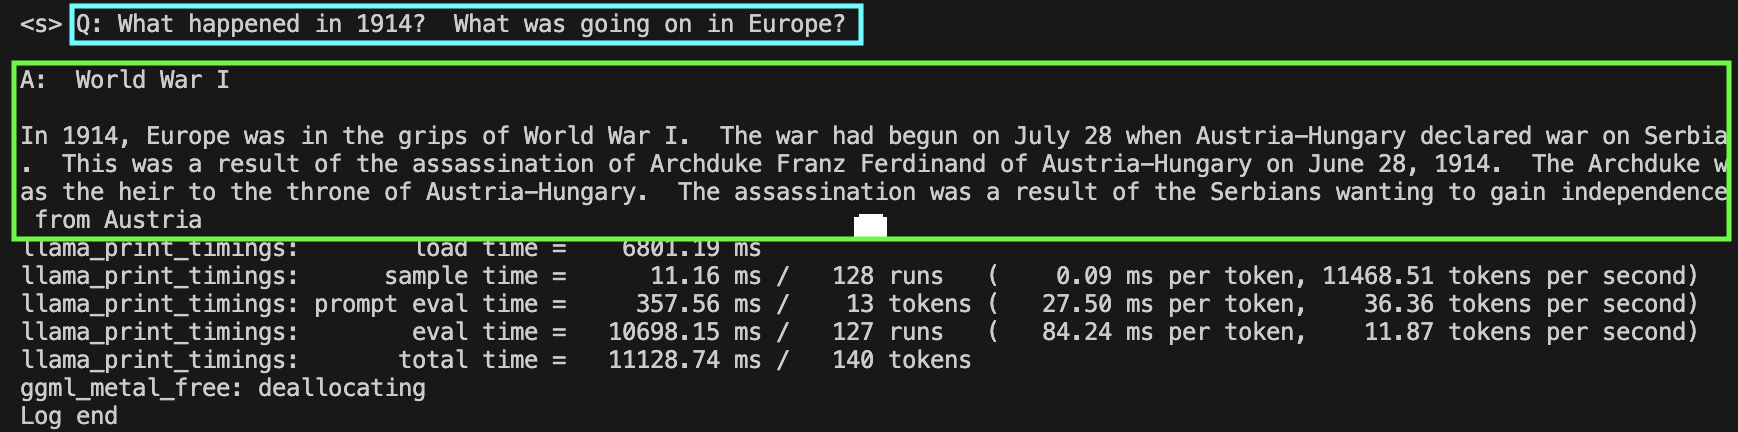 <s> Q: What happened in 1914?  What was going on in Europe?
A:  World War I
In 1914, Europe was in the grips of World War I.  The war had begun on July 28 when Austria-Hungary declared war on Serbia
.  This was a result of the assassination of Archduke Franz Ferdinand of Austria-Hungary on June 28, 1914.  The Archduke w
as the heir to the throne of Austria-Hungary.  The assassination was a result of the Serbians wanting to gain independence
 from Austria
llama_print_timings:        load time =    6801.19 ms
llama_print_timings:      sample time =      11.16 ms /   128 runs   (    0.09 ms per token, 11468.51 tokens per second)
llama_print_timings: prompt eval time =     357.56 ms /    13 tokens (   27.50 ms per token,    36.36 tokens per second)
llama_print_timings:        eval time =   10698.15 ms /   127 runs   (   84.24 ms per token,    11.87 tokens per second)
llama_print_timings:       total time =   11128.74 ms /   140 tokens
ggml_metal_free: deallocating
Log end